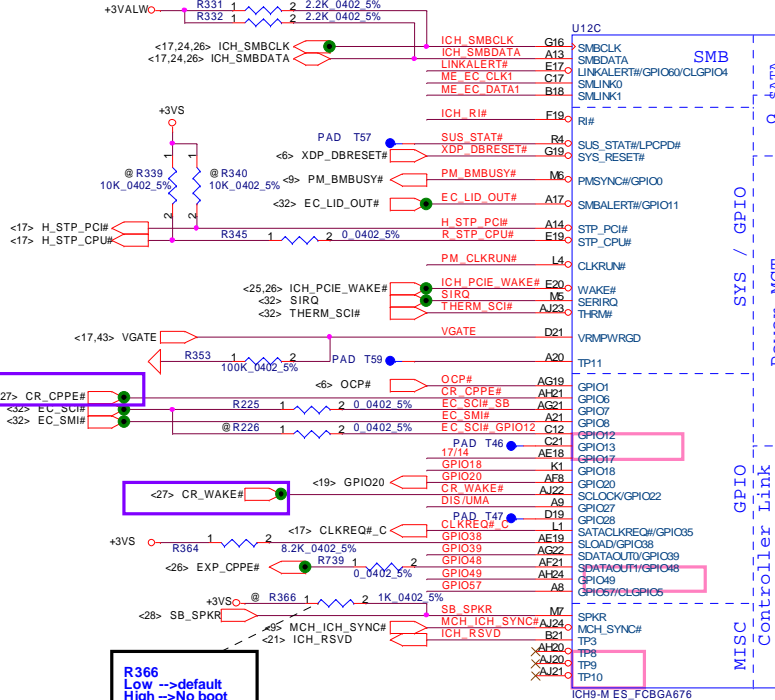 R331 1 2 2.2K_0402_5%
+3VALW
R332 1 2 2.2K_0402_5%
U12C
<17,24,26> ICH_SMBCLK ICH_SMBCLK G16 SMBCLK SMB
<17,24,26> ICH_SMBDATA ICH_SMBDATA A13 SMBDATA
LINKALERT# E17 LINKALERT#/GPIO60/CLGPIO4
ME_EC_CLK1 C17 SMLINK0
ME_EC_DATA1 B18 SMLINK1
ICH_RI# F19 RI#
+3VS
PAD T57 SUS_STAT# R4 SUS_STAT#/LPCPD#
<6> XDP_DBRESET# XDP_DBRESET# G19 SYS_RESET#
@ R339 1 @ R340 1
10K_0402_5% 10K_0402_5%
2 2
<9> PM_BMBUSY# PM_BMBUSY# M6 PMSYNC#/GPIO0
<32> EC_LID_OUT# EC_LID_OUT# A17 SMBALERT#/GPIO11
<17> H_STP_PCI# H_STP_PCI# A14 STP_PCI#
<17> H_STP_CPU# R345 1 2 0_0402_5% R_STP_CPU# E19 STP_CPU#
PM_CLKRUN# L4 CLKRUN#
SYS / GPIO
<25,26> ICH_PCIE_WAKE# ICH_PCIE_WAKE# E20 WAKE#
<32> SIRQ SIRQ M5 SERIRQ
<32> THERM_SCI# THERM_SCI# AJ23 THRM#
<17,43> VGATE VGATE D21 VRMPWRGD
R353 1 2 PAD T59 A20 TP11
100K_0402_5%
<6> OCP# OCP# AG19 GPIO1
27> CR_CPPE# CR_CPPE# AH21 GPIO6
<32> EC_SCI# R225 1 2 0_0402_5% EC_SCI#_SB AG21 GPIO7
<32> EC_SMI# EC_SMI# A21 GPIO8
@ R226 1 2 0_0402_5% EC_SCI#_GPIO12 C12 GPIO12
PAD T46 C21 GPIO13
17/14 AE18 GPIO17
GPIO18 K1 GPIO18
<19> GPIO20 GPIO20 AF8 GPIO20
<27> CR_WAKE# CR_WAKE# AJ22 SCLOCK/GPIO22
DIS/UMA A9 GPIO27
PAD T47 D19 GPIO28
<17> CLKREQ#_C CLKREQ#_C L1 SATACLKREQ#/GPIO35
+3VS R364 1 2 8.2K_0402_5% GPIO38 AE19 SLOAD/GPIO38
GPIO39 AG22 SDATAOUT0/GPIO39
<26> EXP_CPPE# R739 1 2 0_0402_5% GPIO48 AF21 SDATAOUT1/GPIO48
GPIO49 AH24 GPIO49
GPIO57 A8 GPIO57/CLGPIO5
GPIO
Controller Link
+3VS @ R366 1 2 1K_0402_5%
<28> SB_SPKR SB_SPKR M7 SPKR
<9> MCH_ICH_SYNC# MCH_ICH_SYNC# AJ24 MCH_SYNC#
<21> ICH_RSVD ICH_RSVD B21 TP3
AH20 TP8
AJ20 TP9
AJ21 TP10
MISC
R366
Low -->default
High -->No boot
ICH9-M ES_FCBGA676